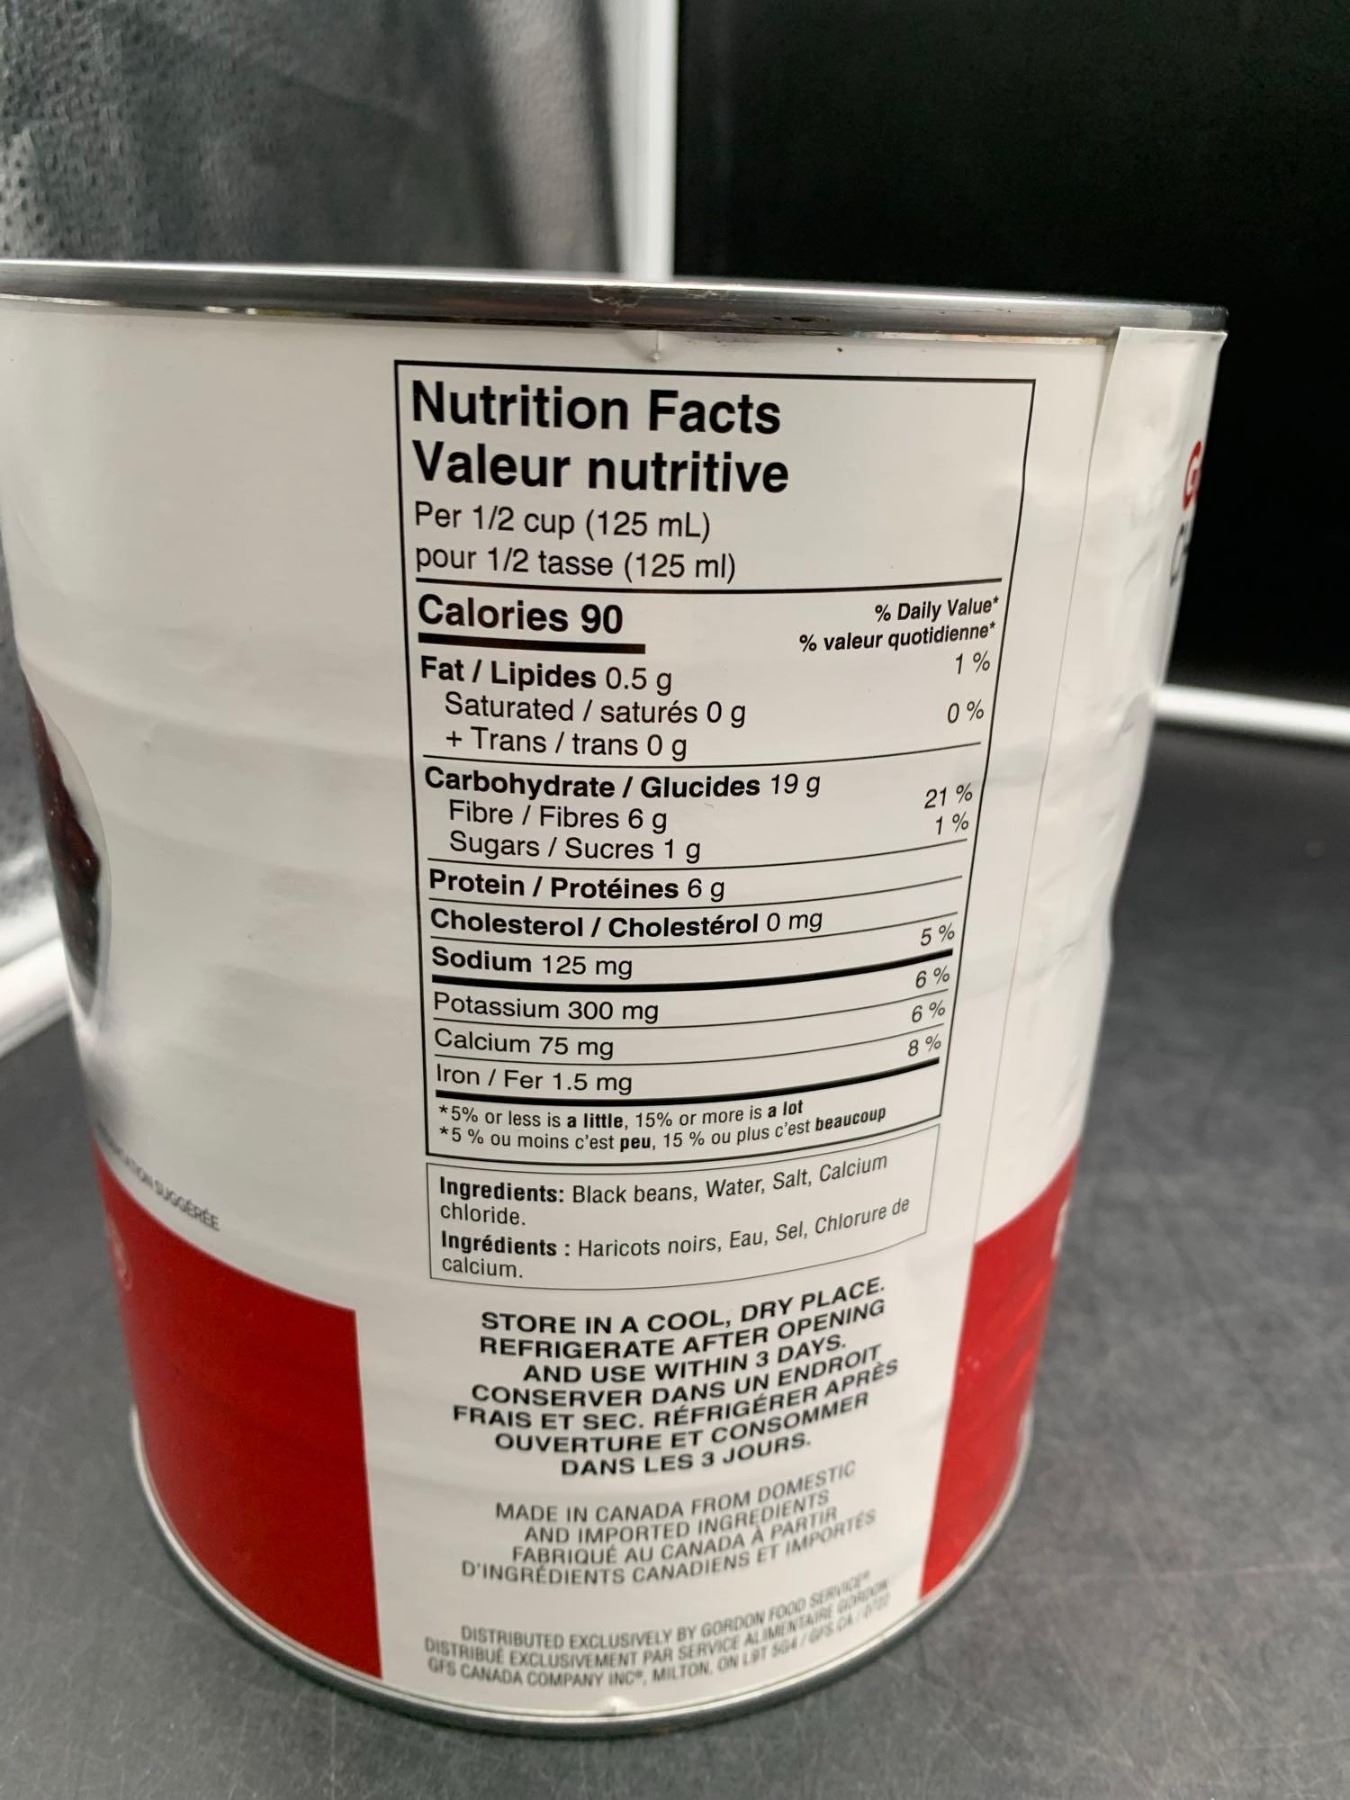 Nutrition Facts
Valeur nutritive
Per 1/2 cup (125 mL)
pour 1/2 tasse (125 ml)
Calories 90
% Daily Value*
% valeur quotidienne*
Fat / Lipides 0.5 g 1 %
Saturated / saturés 0 g 0 %
+ Trans / trans 0 g
Carbohydrate / Glucides 19 g
Fibre / Fibres 6 g 21 %
Sugars / Sucres 1 g 1 %
Protein / Protéines 6 g
Cholesterol / Cholestérol 0 mg
Sodium 125 mg 5 %
Potassium 300 mg 6 %
Calcium 75 mg 6 %
Iron / Fer 1.5 mg 8 %
*5% or less is a little, 15% or more is a lot
*5 % ou moins c'est peu, 15 % ou plus c'est beaucoup
Ingredients: Black beans, Water, Salt, Calcium
chloride.
Ingrédients : Haricots noirs, Eau, Sel, Chlorure de
calcium.
SUGGÉRÉE
STORE IN A COOL, DRY PLACE.
REFRIGERATE AFTER OPENING
AND USE WITHIN 3 DAYS.
CONSERVER DANS UN ENDROIT
FRAIS ET SEC. RÉFRIGÉRER APRÈS
OUVERTURE ET CONSOMMER
DANS LES 3 JOURS.
MADE IN CANADA FROM DOMESTIC
AND IMPORTED INGREDIENTS
FABRIQUÉ AU CANADA À PARTIR
D'INGRÉDIENTS CANADIENS ET IMPORTÉS
DISTRIBUTED EXCLUSIVELY BY GORDON FOOD SERVICE®
DISTRIBUÉ EXCLUSIVEMENT PAR SERVICE ALIMENTAIRE GORDON
GFS CANADA COMPANY INC®, MILTON, ON L9T 5G4 / GFS.CA / 0722